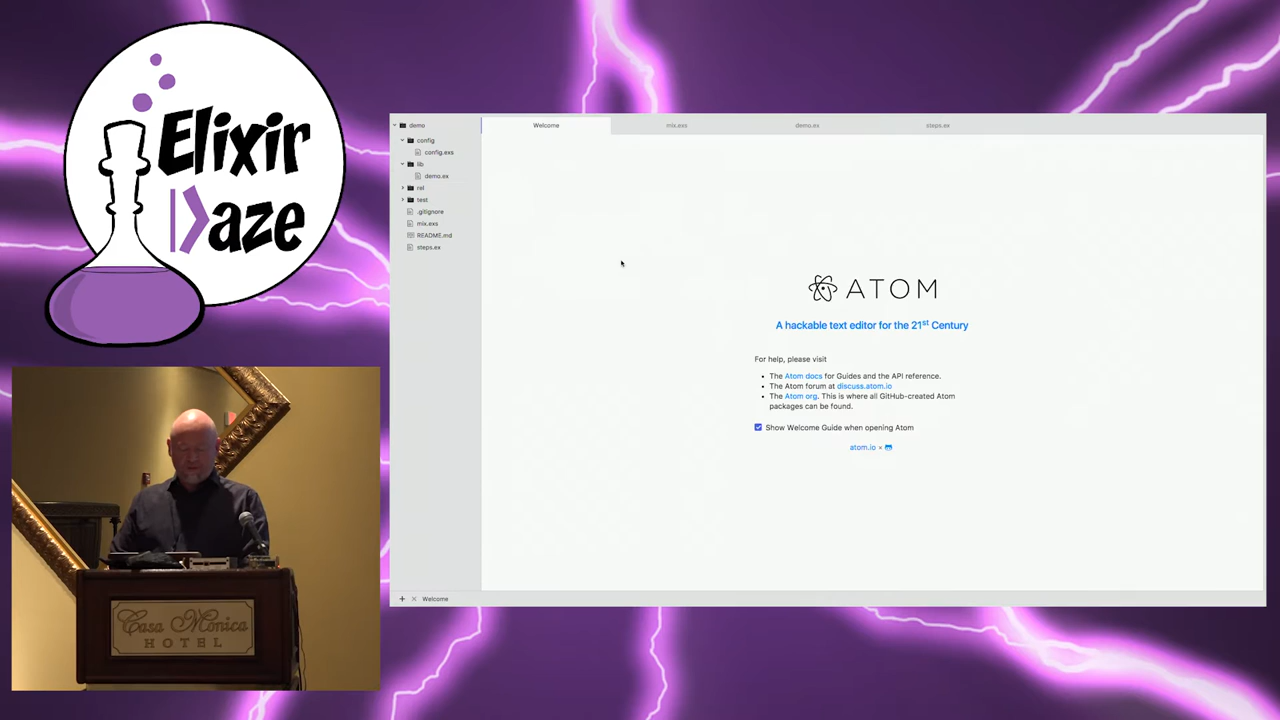 Elixir
Daze
demo
config
config.exs
lib
demo.ex
rel
test
.gitignore
mix.exs
README.md
steps.ex
Welcome
mix.exs
demo.ex
steps.ex
ATOM
A hackable text editor for the 21st Century
For help, please visit
• The Atom docs for Guides and the API reference.
• The Atom forum at discuss.atom.io
• The Atom org. This is where all GitHub-created Atom
packages can be found.
Show Welcome Guide when opening Atom
atom.io ×
+ × Welcome
Casa Monica
HOTEL